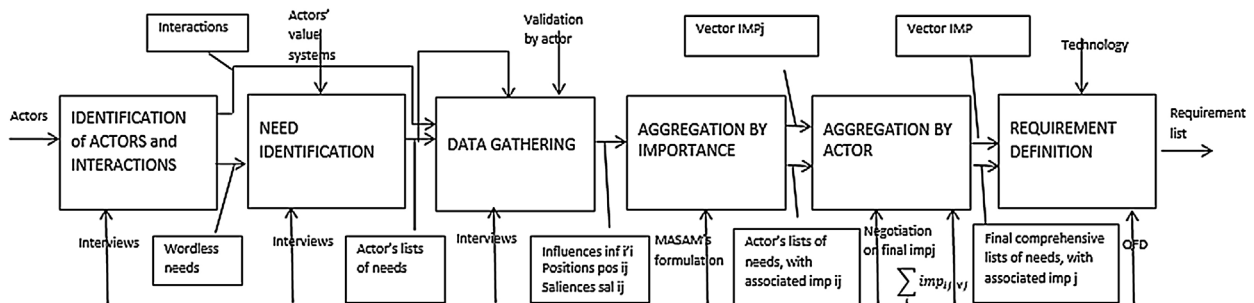 Interactions
Actors'
value
systems
Validation
by actor
Vector IMPj
Vector IMP
Technology
Actors
IDENTIFICATION
of ACTORS and
INTERACTIONS
NEED
IDENTIFICATION
DATA GATHERING
AGGREGATION BY
IMPORTANCE
AGGREGATION BY
ACTOR
REQUIREMENT
DEFINITION
Requirement
list
Interviews
Wordless
needs
Interviews
Actor's lists
of needs
Interviews
Influences inf i'i
Positions pos ij
Saliences sal ij
MASAM's
formulation
Actor's lists of
needs, with
associated imp ij
Negotiation
on final impj
∑ imp_ij ∀j
Final comprehensive
lists of needs, with
associated imp j
QFD